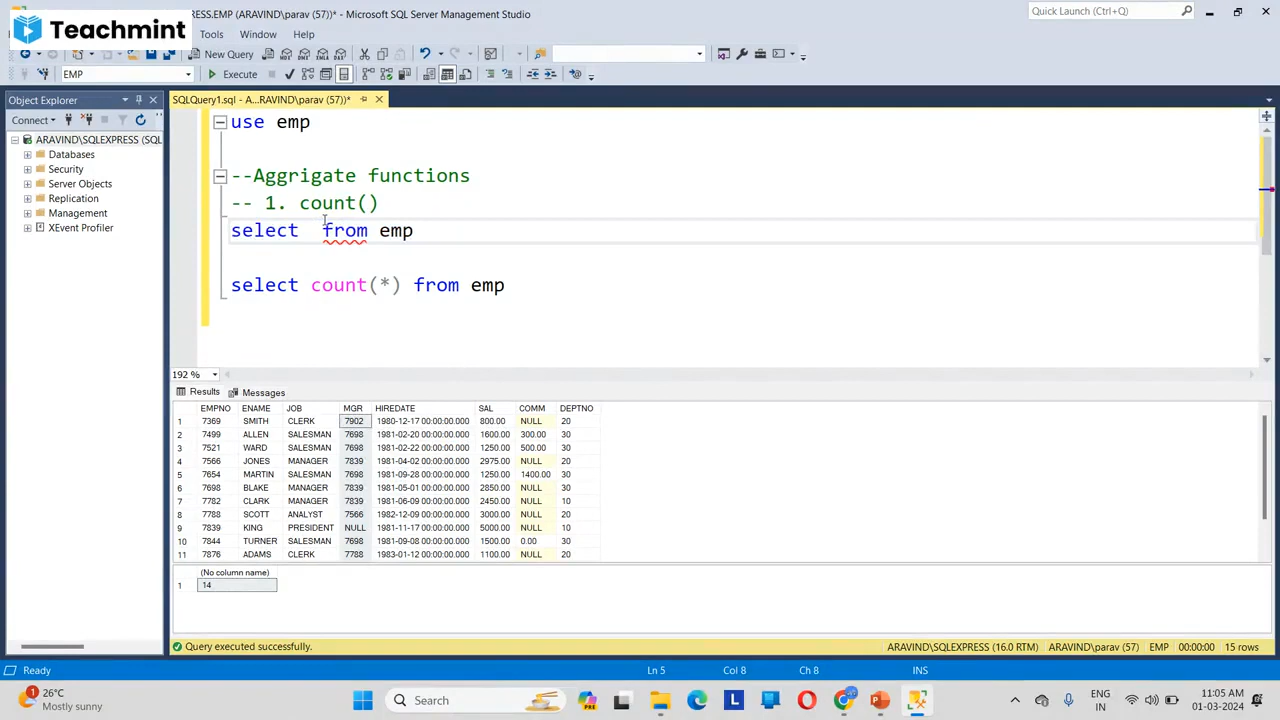 RESS.EMP (ARAVIND\parav (57))* - Microsoft SQL Server Management Studio
Quick Launch (Ctrl+Q)
Teachmint
Tools Window Help
New Query
MDX DMX XMLA DAX
EMP
Execute
Object Explorer
SQLQuery1.sql - A...RAVIND\parav (57))*
Connect
ARAVIND\SQLEXPRESS (SQL
Databases
Security
Server Objects
Replication
Management
XEvent Profiler
use emp
--Aggrigate functions
-- 1. count()
select  from emp
select count(*) from emp
192 %
Results Messages
EMPNO ENAME JOB MGR HIREDATE SAL COMM DEPTNO
1 7369 SMITH CLERK 7902 1980-12-17 00:00:00.000 800.00 NULL 20
2 7499 ALLEN SALESMAN 7698 1981-02-20 00:00:00.000 1600.00 300.00 30
3 7521 WARD SALESMAN 7698 1981-02-22 00:00:00.000 1250.00 500.00 30
4 7566 JONES MANAGER 7839 1981-04-02 00:00:00.000 2975.00 NULL 20
5 7654 MARTIN SALESMAN 7698 1981-09-28 00:00:00.000 1250.00 1400.00 30
6 7698 BLAKE MANAGER 7839 1981-05-01 00:00:00.000 2850.00 NULL 30
7 7782 CLARK MANAGER 7839 1981-06-09 00:00:00.000 2450.00 NULL 10
8 7788 SCOTT ANALYST 7566 1982-12-09 00:00:00.000 3000.00 NULL 20
9 7839 KING PRESIDENT NULL 1981-11-17 00:00:00.000 5000.00 NULL 10
10 7844 TURNER SALESMAN 7698 1981-09-08 00:00:00.000 1500.00 0.00 30
11 7876 ADAMS CLERK 7788 1983-01-12 00:00:00.000 1100.00 NULL 20
(No column name)
1 14
Query executed successfully.
ARAVIND\SQLEXPRESS (16.0 RTM) ARAVIND\parav (57) EMP 00:00:00 15 rows
Ready
Ln 5 Col 8 Ch 8 INS
1
26°C
Mostly sunny
Search
PRE
L
ENG
IN
11:05 AM
01-03-2024